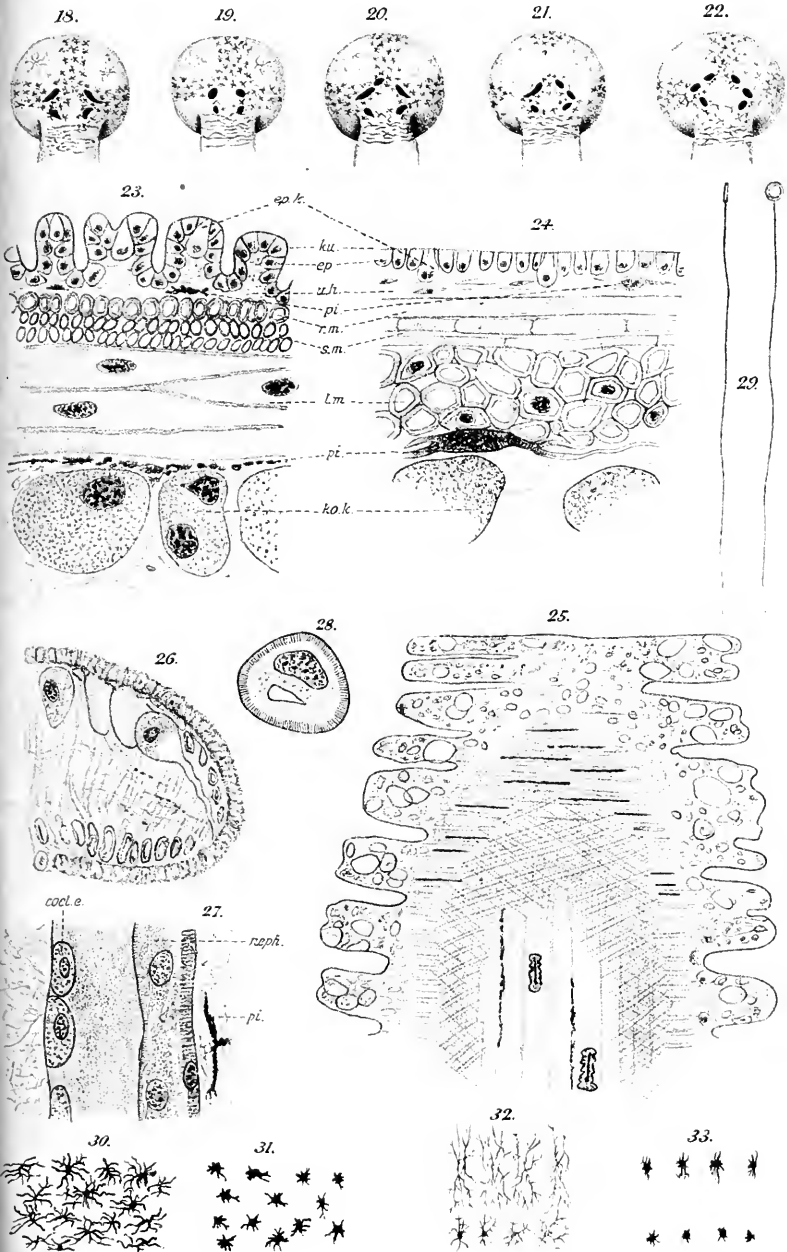 18.
19.
20.
21.
22.
23.
ep.k.
24.
ku.
ep
u.h.
pi.
r.m.
s.m.
l.m.
pi.
ko.k.
29.
26.
28.
25.
coel.e.
27.
neph.
pi.
30.
31.
32.
33.